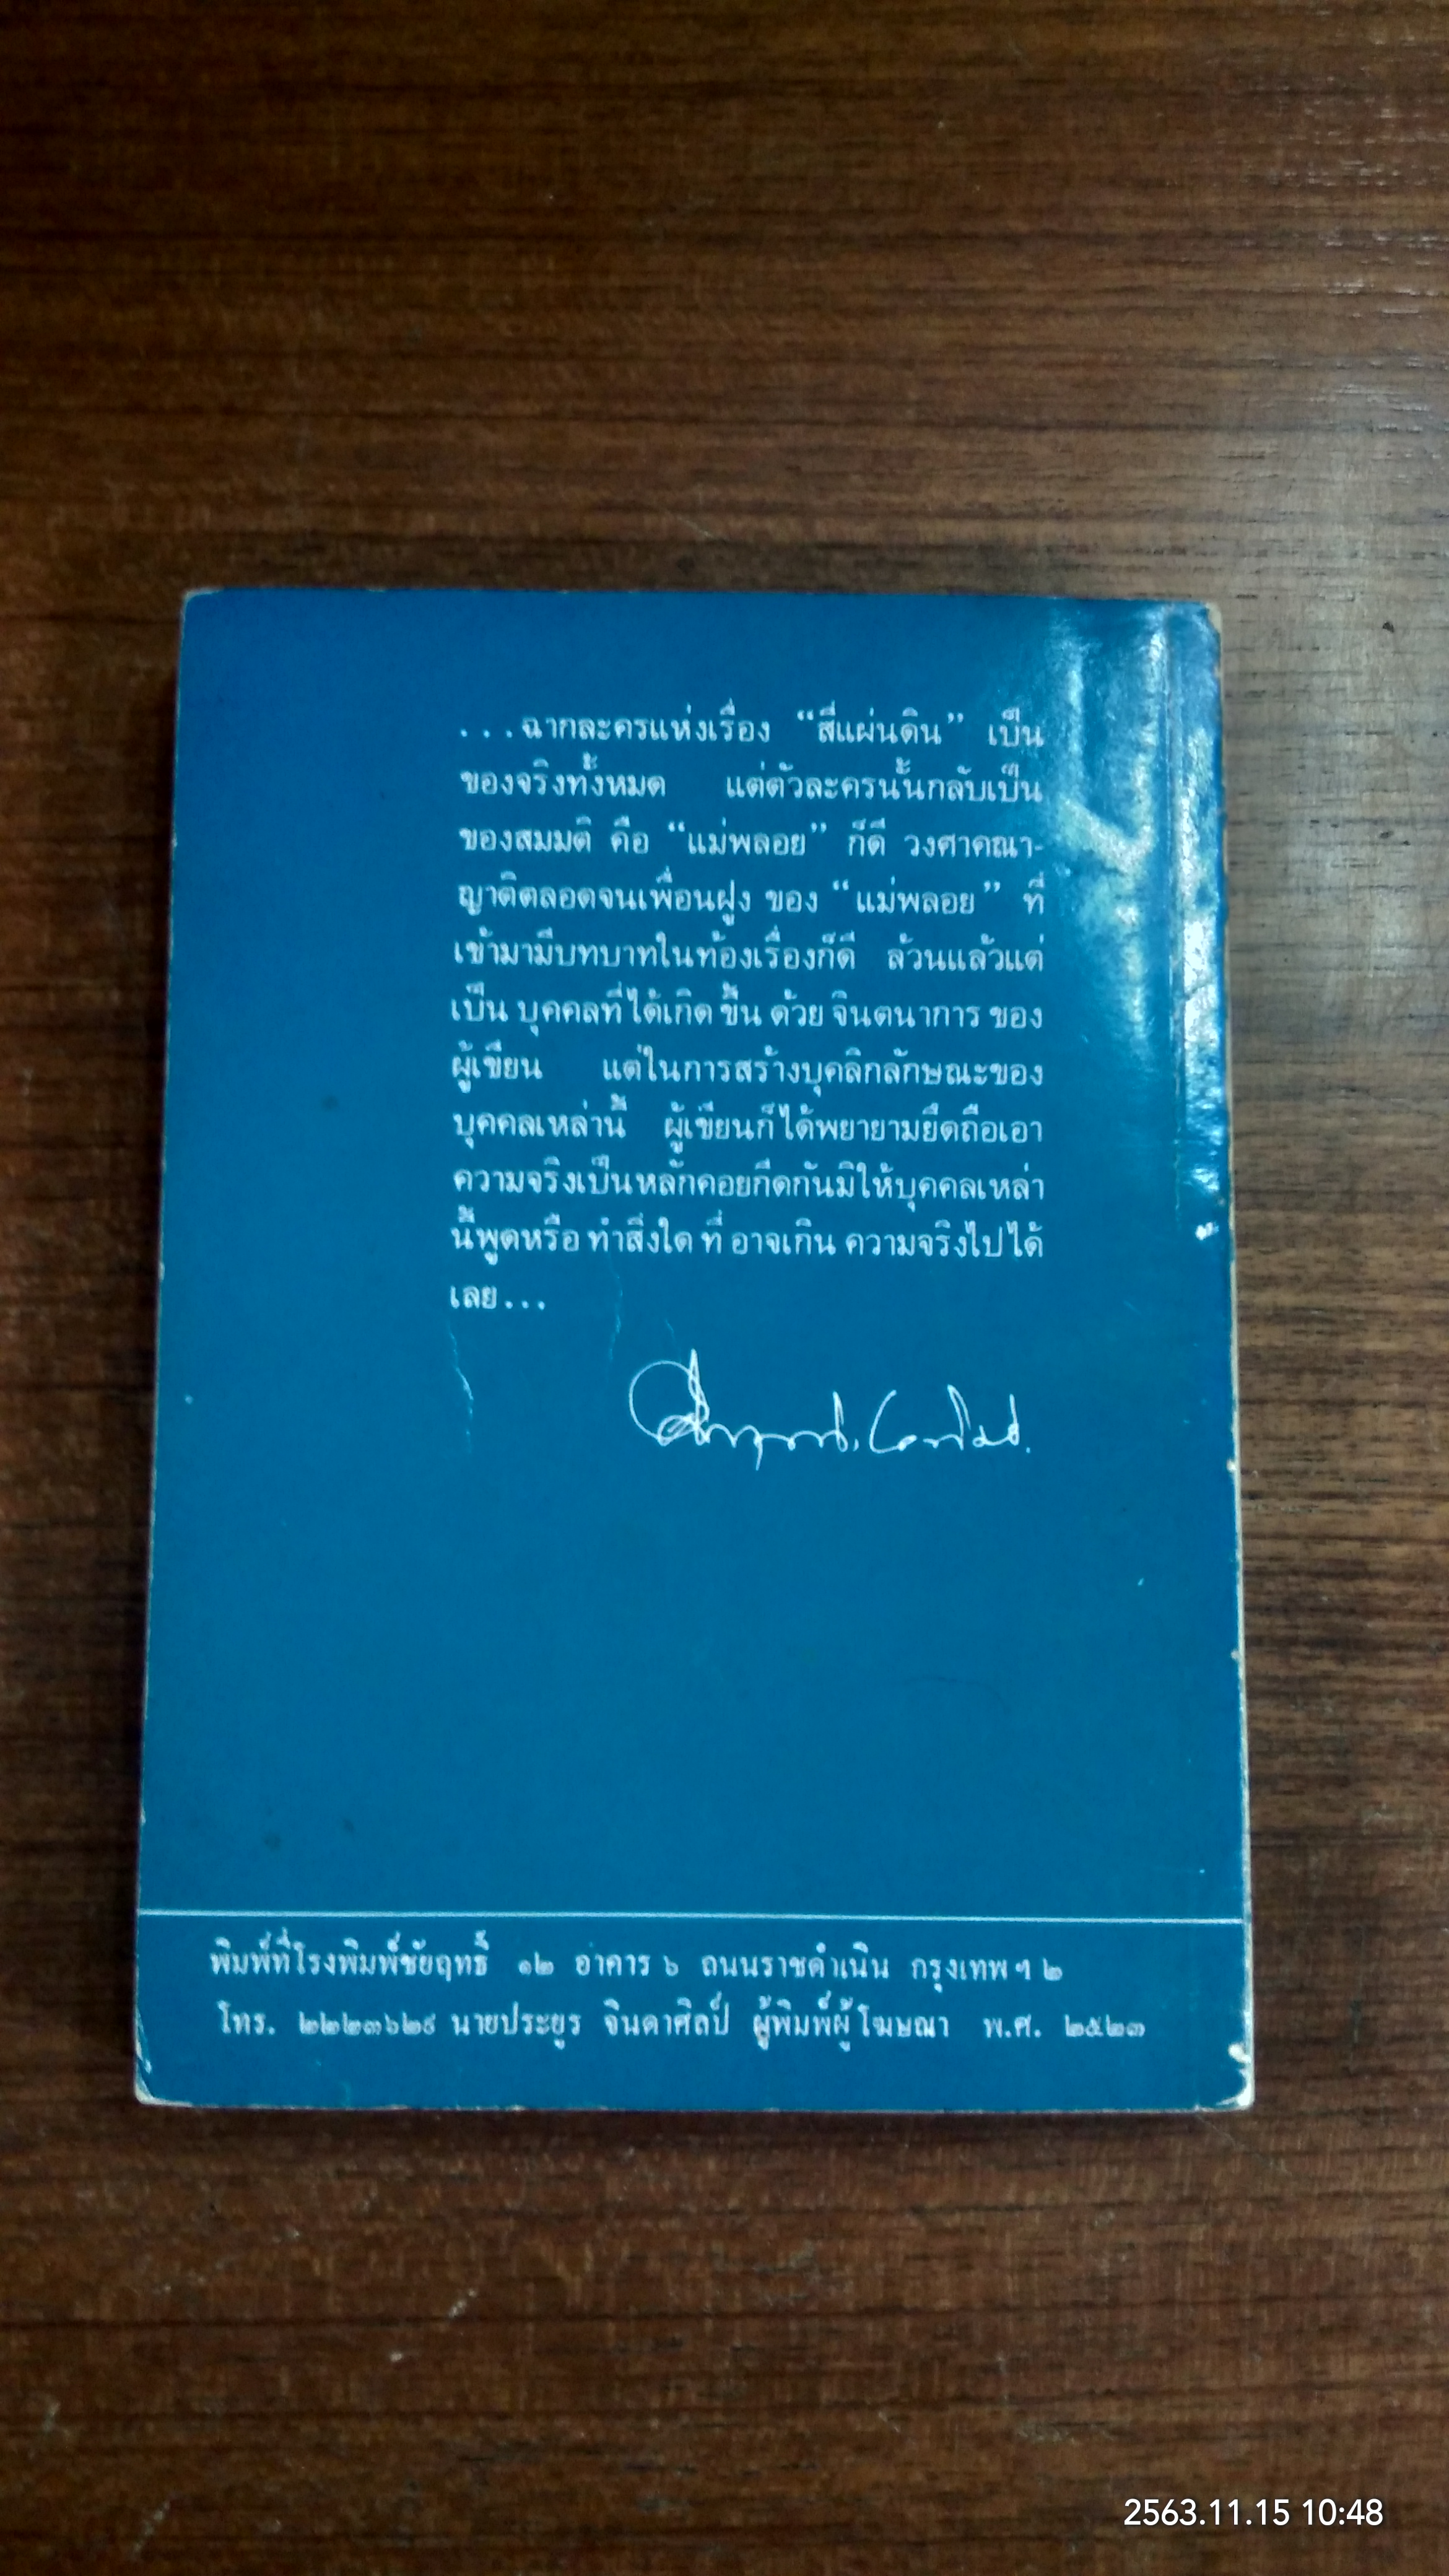 ...ฉากละครแห่งเรื่อง “สี่แผ่นดิน” เป็น
ของจริงทั้งหมด แต่ตัวละครนั้นกลับเป็น
ของสมมติ คือ “แม่พลอย” ก็ดี วงศาคณา-
ญาติตลอดจนเพื่อนฝูง ของ “แม่พลอย” ที่
เข้ามามีบทบาทในท้องเรื่องก็ดี ล้วนแล้วแต่
เป็น บุคคลที่ได้เกิด ขึ้น ด้วย จินตนาการ ของ
ผู้เขียน แต่ในการสร้างบุคลิกลักษณะของ
บุคคลเหล่านี้ ผู้เขียนก็ได้พยายามยึดถือเอา
ความจริงเป็นหลักคอยกีดกันมิให้บุคคลเหล่า
นี้พูดหรือ ทำสิ่งใด ที่ อาจเกิน ความจริงไปได้
เลย...
พิมพ์ที่โรงพิมพ์ชัยฤทธิ์ ๑๒ อาคาร ๖ ถนนราชดำเนิน กรุงเทพฯ ๒
โทร. ๒๒๒๓๖๒๘ นายประยูร จินดาศิลป์ ผู้พิมพ์ผู้โฆษณา พ.ศ. ๒๕๒๓
2563.11.15 10:48